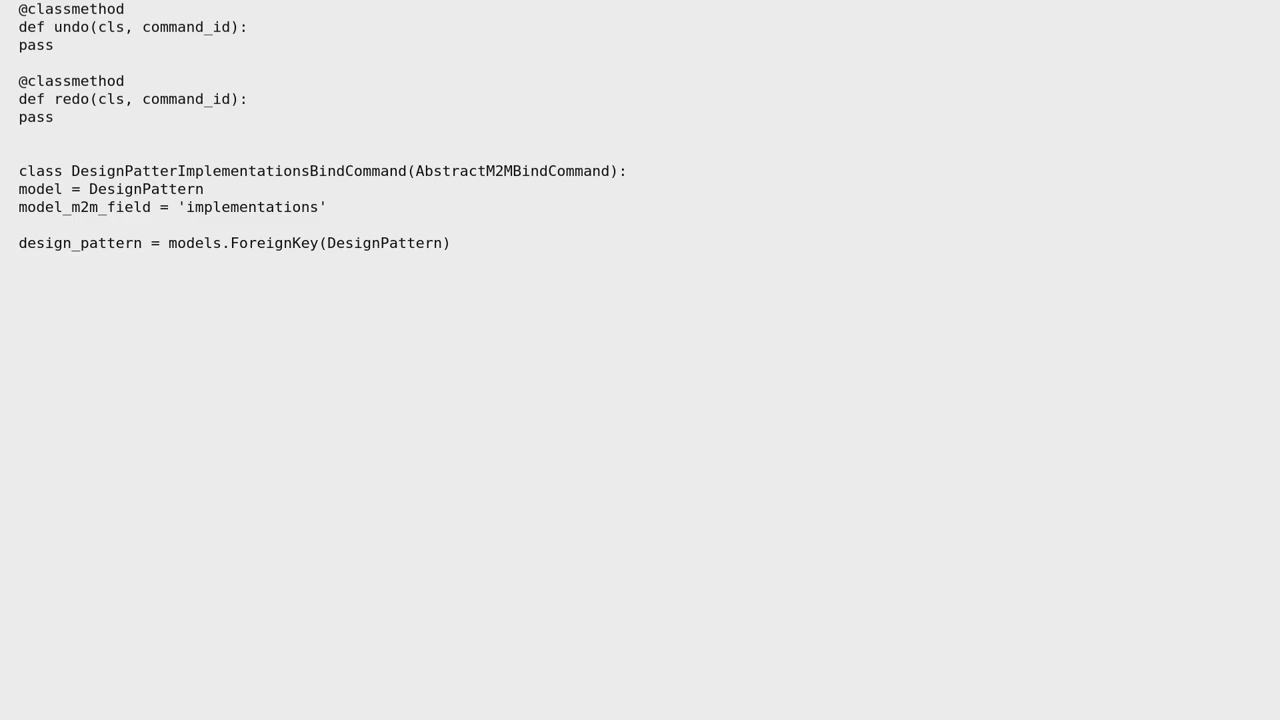 @classmethod
def undo(cls, command_id):
pass

@classmethod
def redo(cls, command_id):
pass


class DesignPatterImplementationsBindCommand(AbstractM2MBindCommand):
model = DesignPattern
model_m2m_field = 'implementations'

design_pattern = models.ForeignKey(DesignPattern)